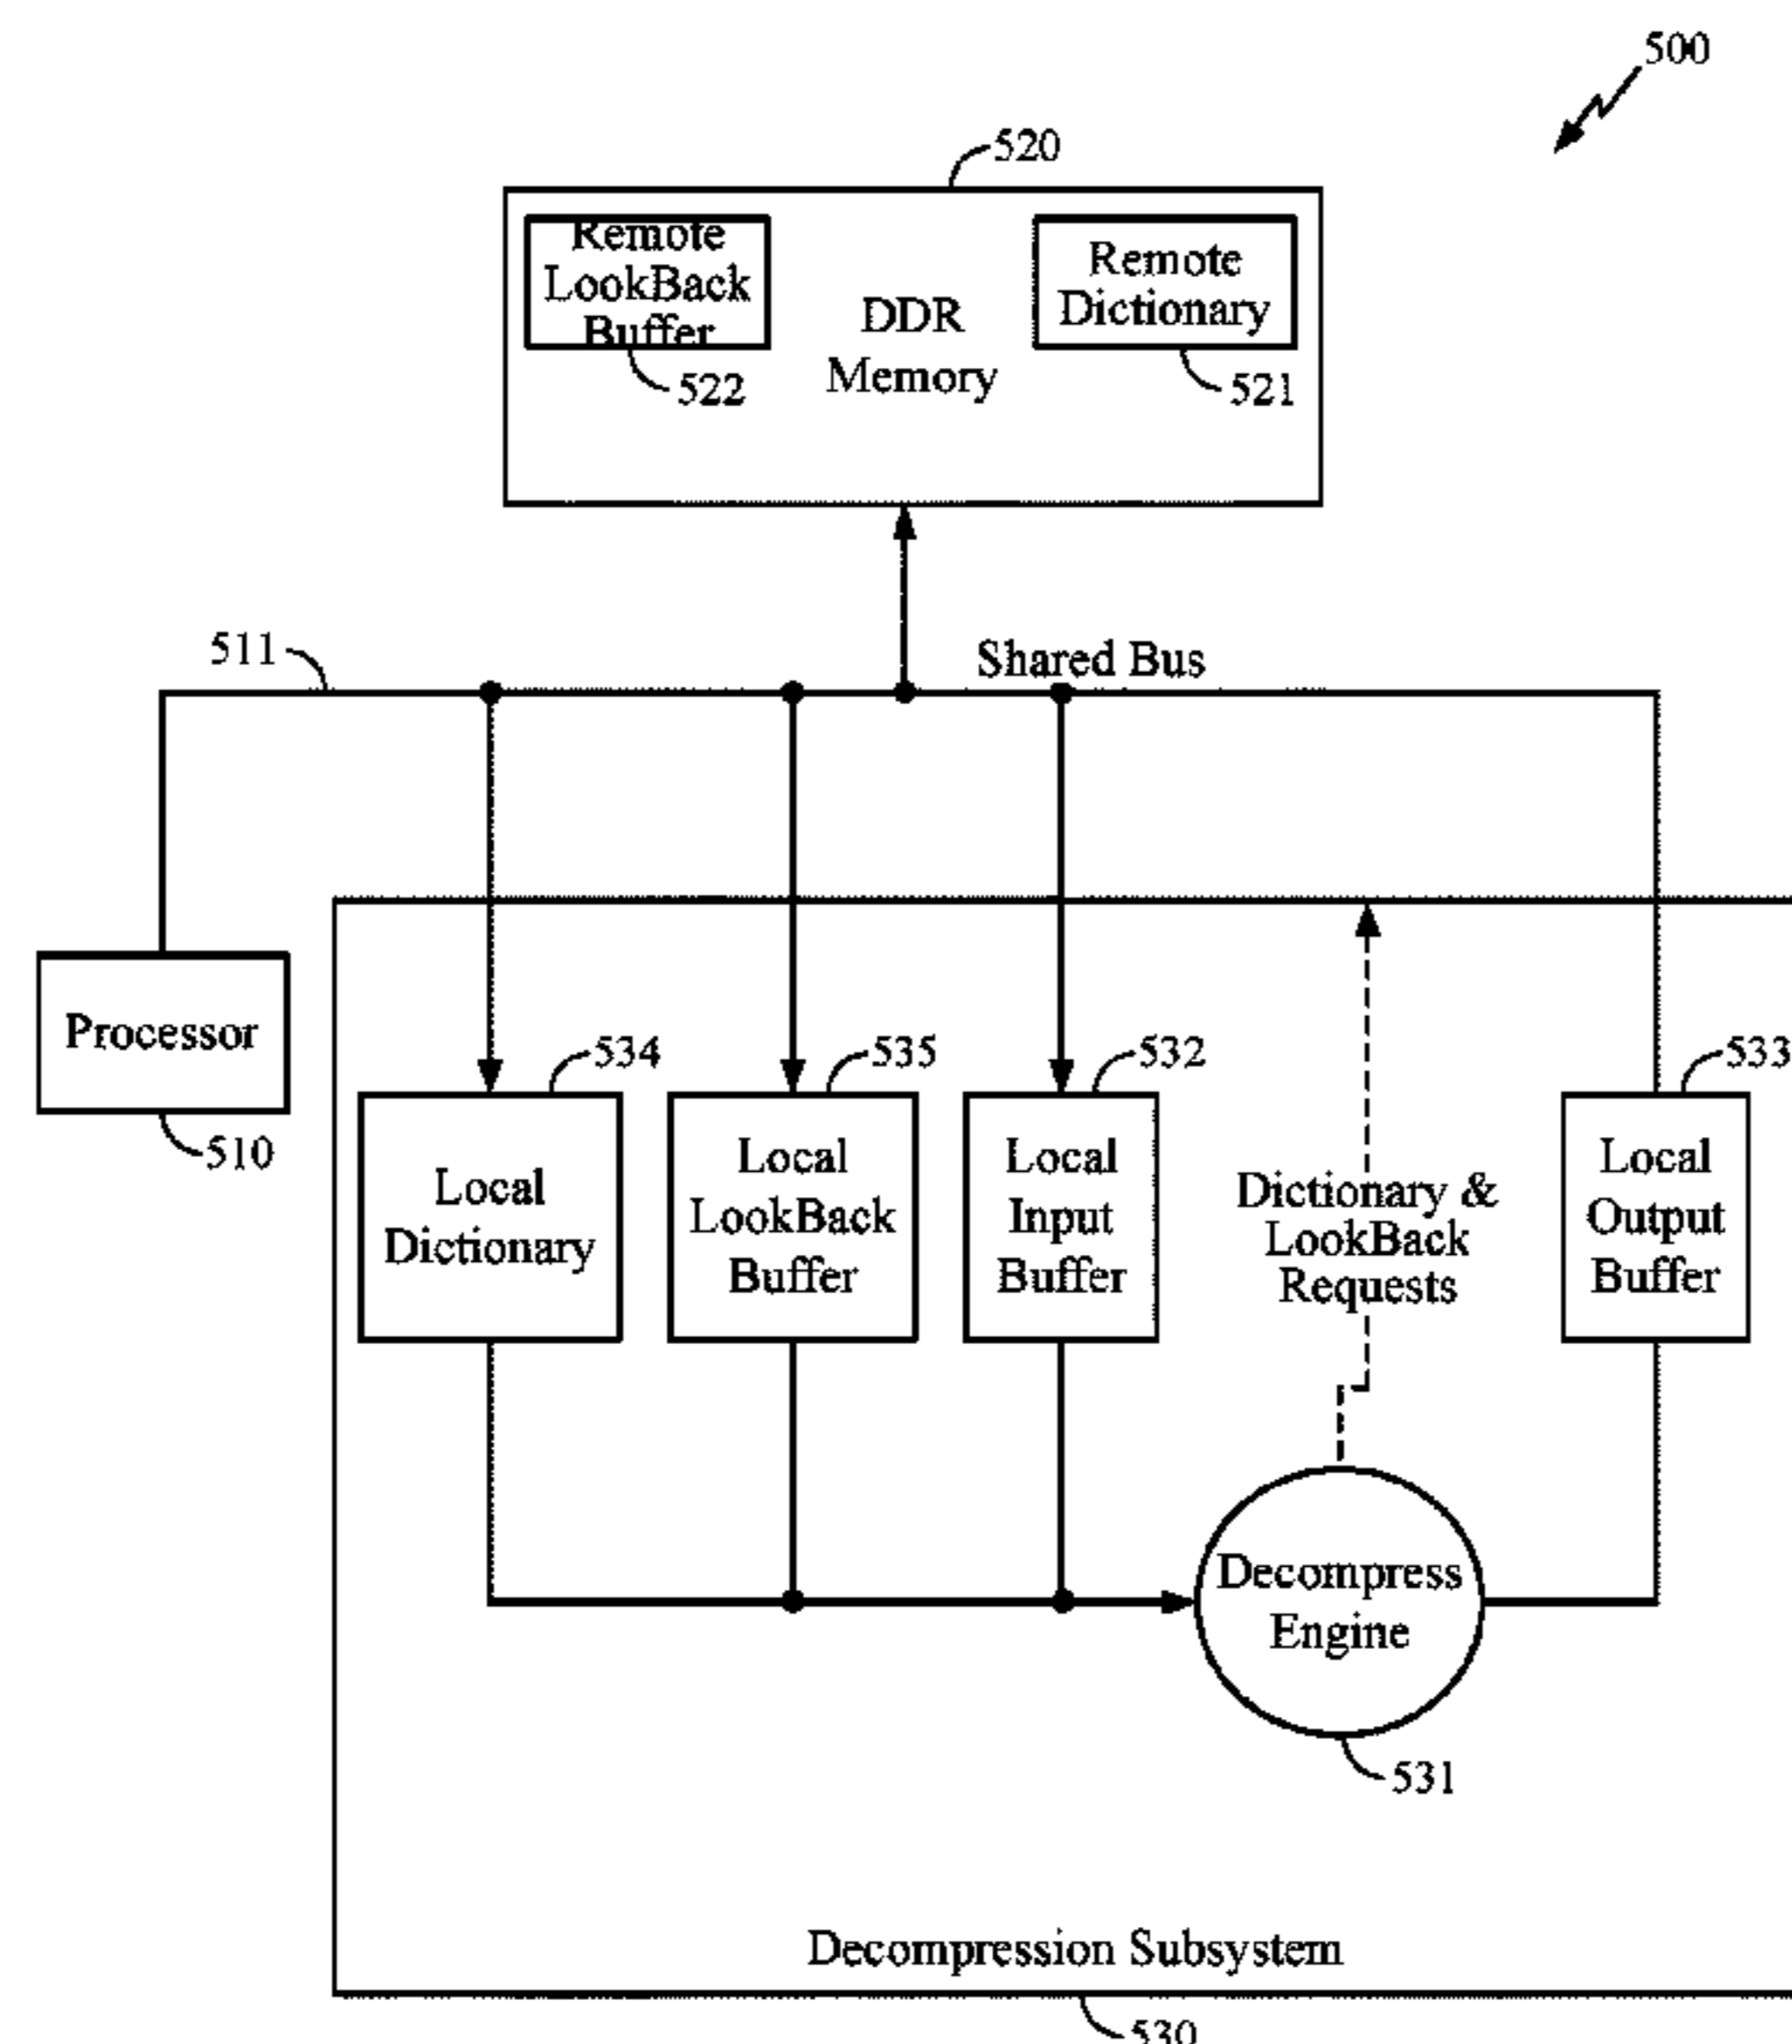 500
520
Remote
LookBack
Buffer
DDR
Memory
Remote
Dictionary
522
521
511
Shared Bus
Processor
510
534
535
532
533
Local
Dictionary
Local
LookBack
Buffer
Local
Input
Buffer
Dictionary &
LookBack
Requests
Local
Output
Buffer
Decompress
Engine
531
Decompression Subsystem
530